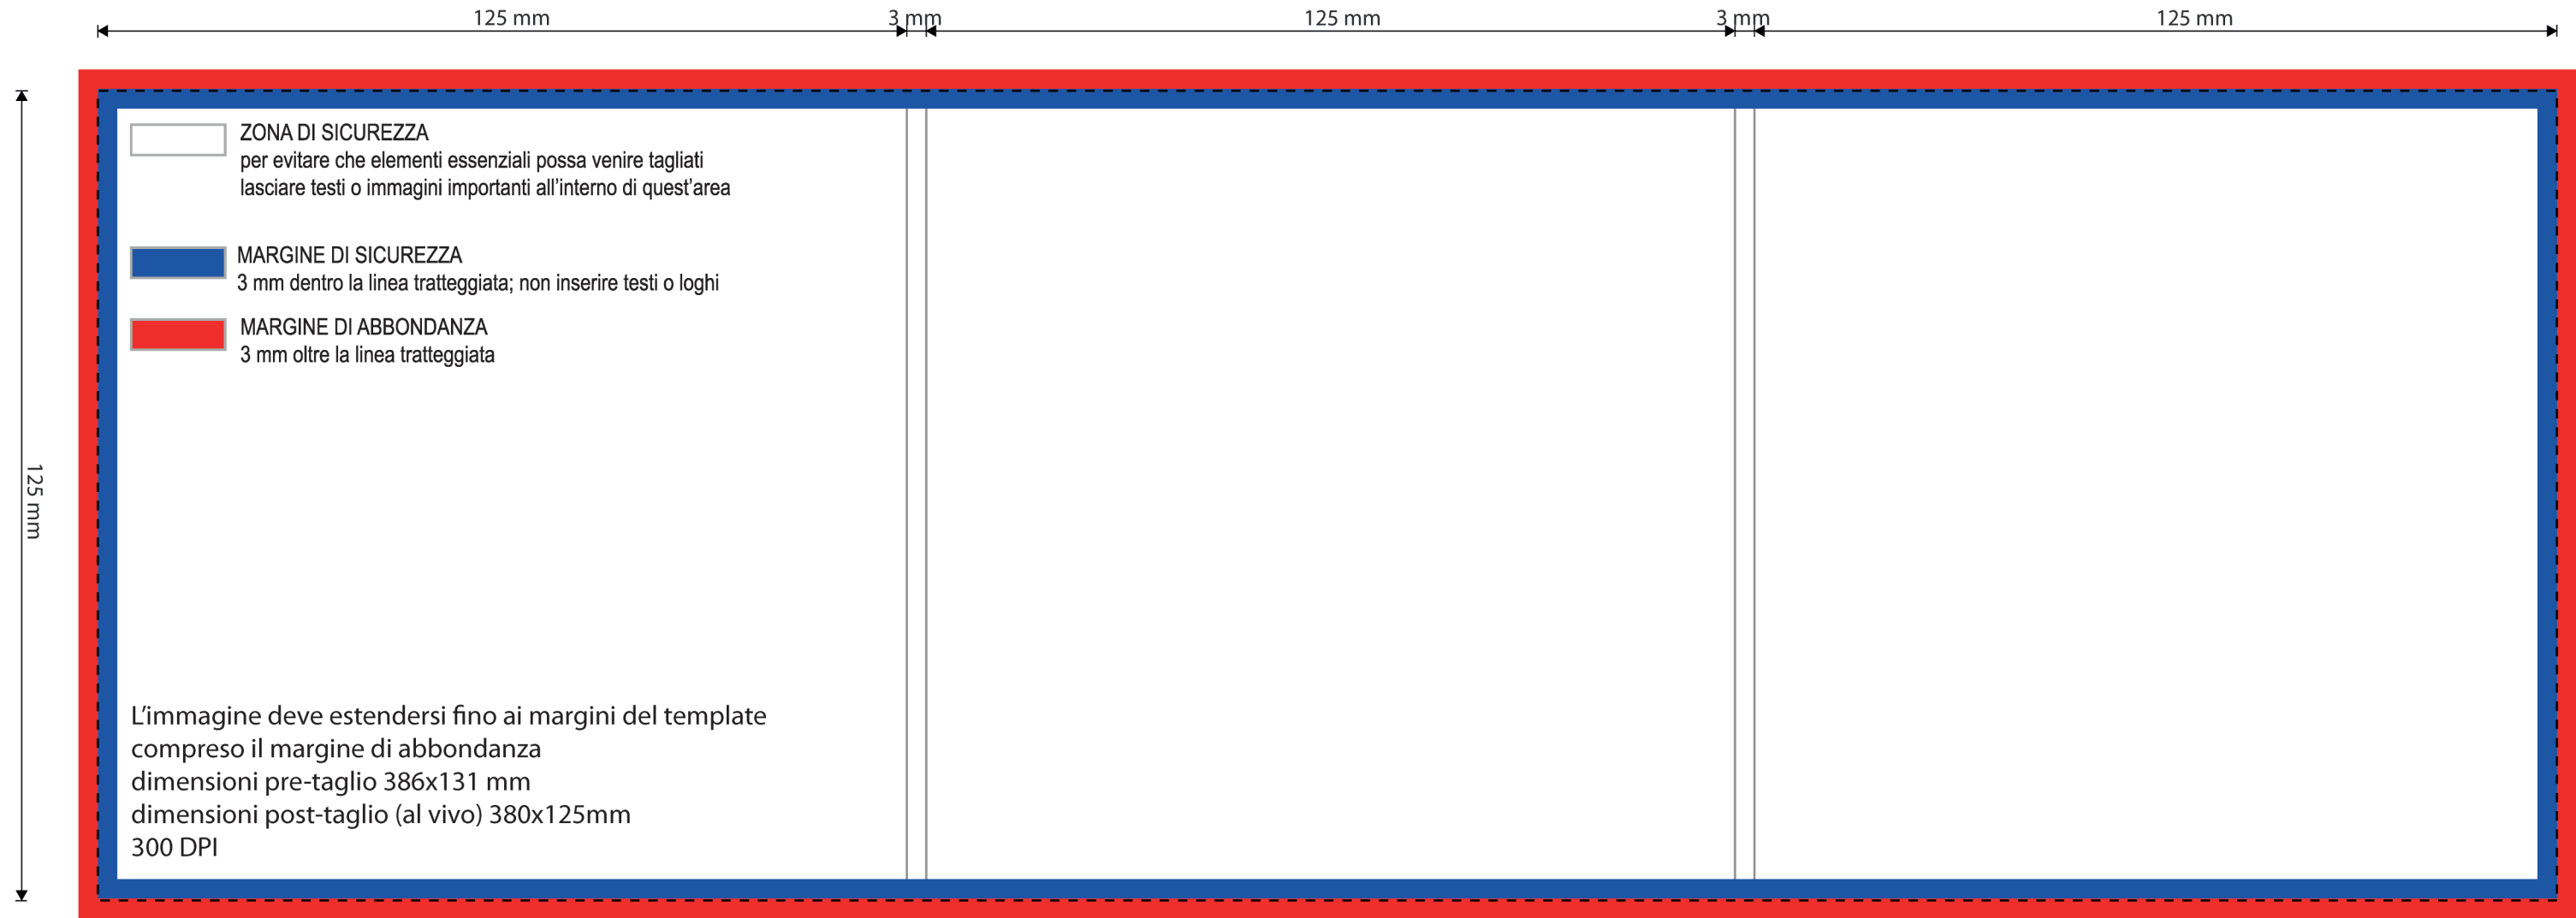 125 mm
3 mm
125 mm
3 mm
125 mm
125 mm
ZONA DI SICUREZZA
per evitare che elementi essenziali possa venire tagliati
lasciare testi o immagini importanti all'interno di quest'area
MARGINE DI SICUREZZA
3 mm dentro la linea tratteggiata; non inserire testi o loghi
MARGINE DI ABBONDANZA
3 mm oltre la linea tratteggiata
L'immagine deve estendersi fino ai margini del template
compreso il margine di abbondanza
dimensioni pre-taglio 386x131 mm
dimensioni post-taglio (al vivo) 380x125mm
300 DPI